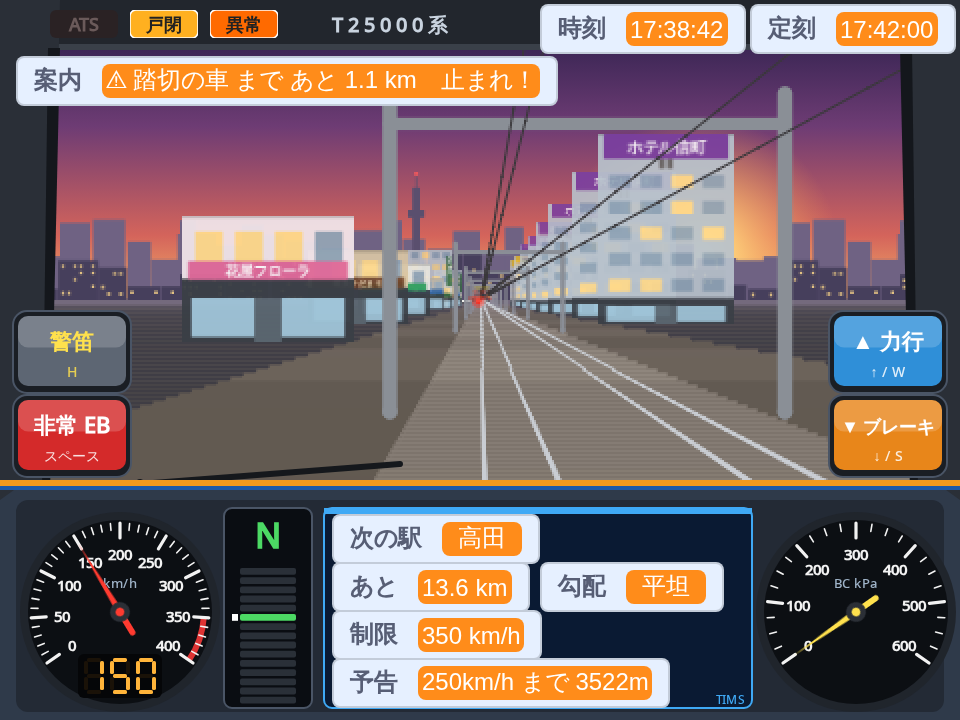 ATS 戸閉 異常 T25000系 時刻 17:38:42 定刻 17:42:00
案内 ⚠ 踏切の車 まで あと 1.1 km 止まれ！
ホテル信町
花屋フローラ
警笛
H
非常 EB
スペース
▲ 力行
↑ / W
▼ ブレーキ
↓ / S
0 50 100 150 200 250 300 350 400
km/h
150
N
次の駅 高田
あと 13.6 km 勾配 平坦
制限 350 km/h
予告 250km/h まで 3522m
TIMS
0 100 200 300 400 500 600
BC kPa